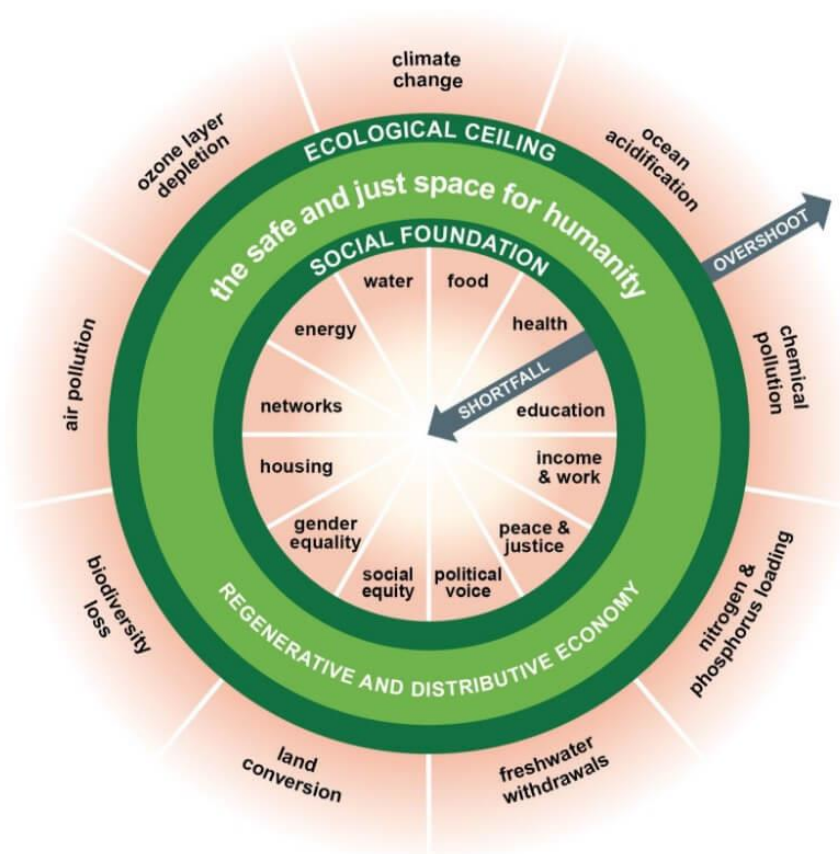 climate
change
ocean
acidification
chemical
pollution
nitrogen &
phosphorus loading
freshwater
withdrawals
land
conversion
biodiversity
loss
air pollution
ozone layer
depletion
OVERSHOOT
ECOLOGICAL CEILING
the safe and just space for humanity
SOCIAL FOUNDATION
water
food
health
SHORTFALL
education
income
& work
peace &
justice
political
voice
social
equity
gender
equality
housing
networks
energy
REGENERATIVE AND DISTRIBUTIVE ECONOMY